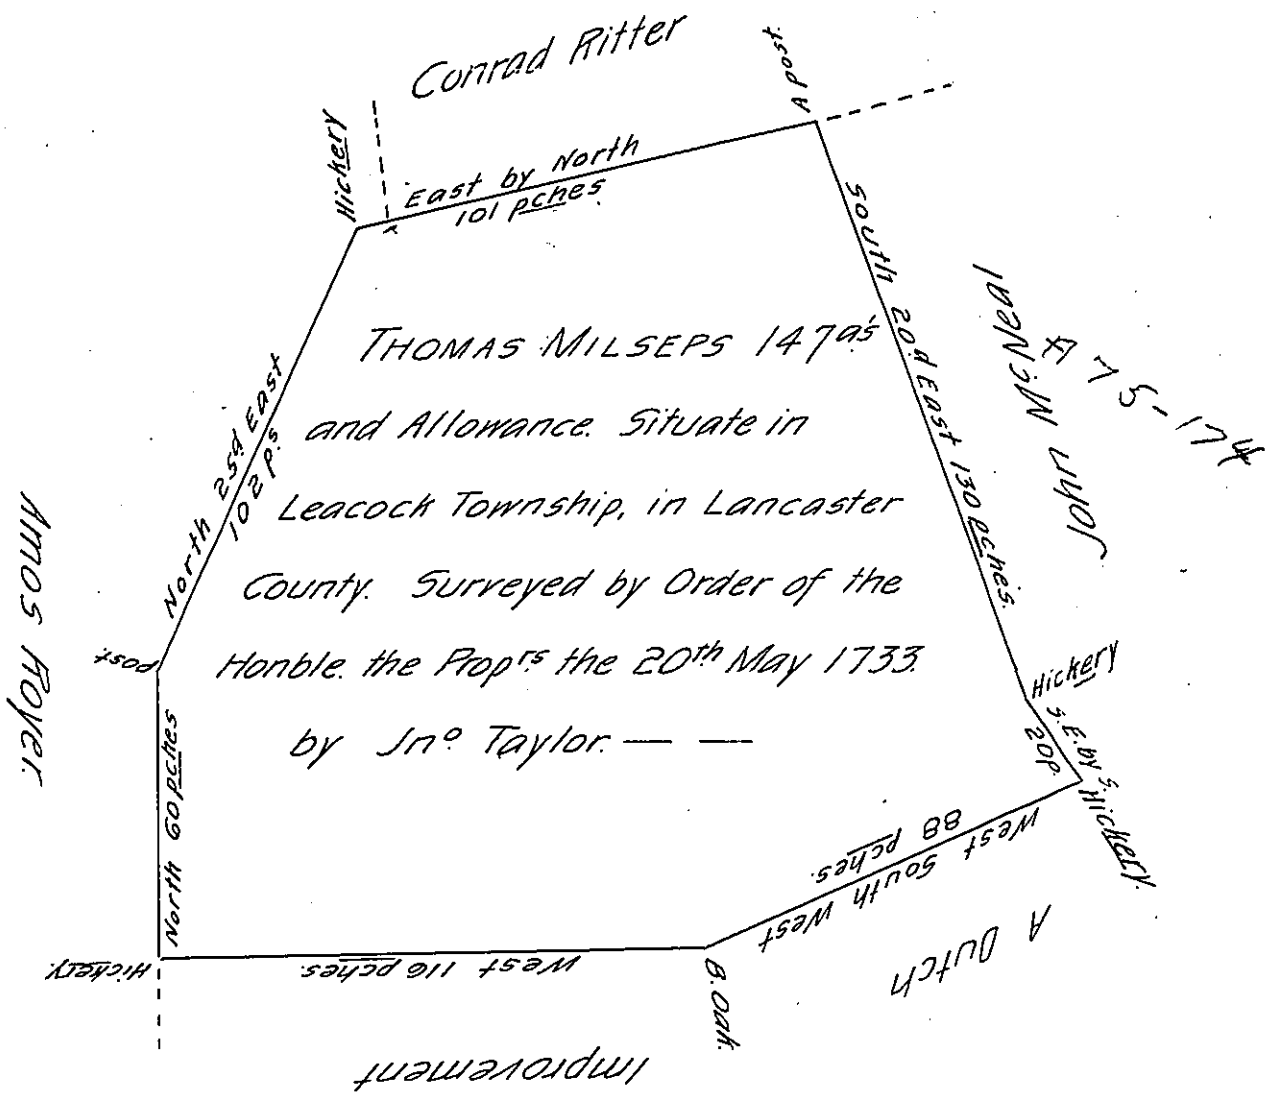 Conrad Ritter
A post.
Hickery
East by North
101 pches.
South 20d East 130 pches.
John McNeal
A 75-174
THOMAS MILSEPS 147a's
and Allowance. Situate in
Leacock Township, in Lancaster
County. Surveyed by Order of the
Honble. the Proprs the 20th May 1733.
by Jno. Taylor. — —
North 25d East
102 p.s
Post.
Amos Royer.
North 60 pches
Hickery.
West 116 pches.
B. Oak.
West South West
88 pches.
Hickery
S.E. by S.
20p.
Hickery.
A Dutch
Improvement